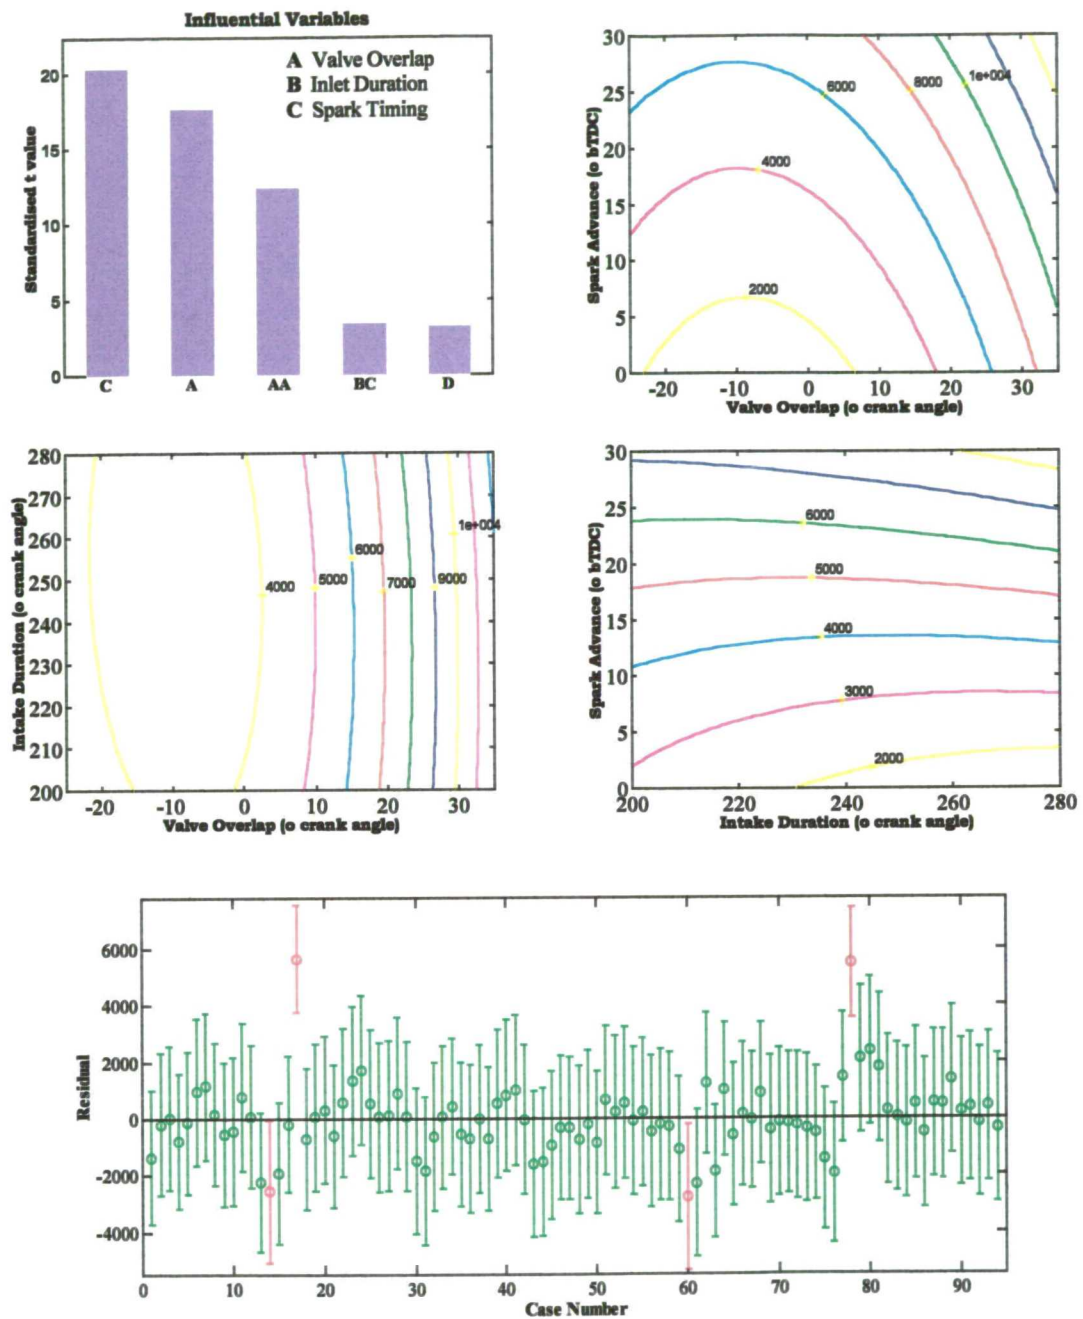 Influential Variables
A Valve Overlap
B Inlet Duration
C Spark Timing
Standardised t value
20
15
10
5
0
C A AA BC D
30
25
20
15
10
5
0
Spark Advance (o bTDC)
6000
8000
1e+004
4000
2000
-20 -10 0 10 20 30
Valve Overlap (o crank angle)
280
270
260
250
240
230
220
210
200
Intake Duration (o crank angle)
4000
5000
6000
7000
9000
1e+004
-20 -10 0 10 20 30
Valve Overlap (o crank angle)
30
25
20
15
10
5
0
Spark Advance (o bTDC)
6000
5000
4000
3000
2000
200 220 240 260 280
Intake Duration (o crank angle)
6000
4000
2000
0
-2000
-4000
Residual
0 10 20 30 40 50 60 70 80 90
Case Number